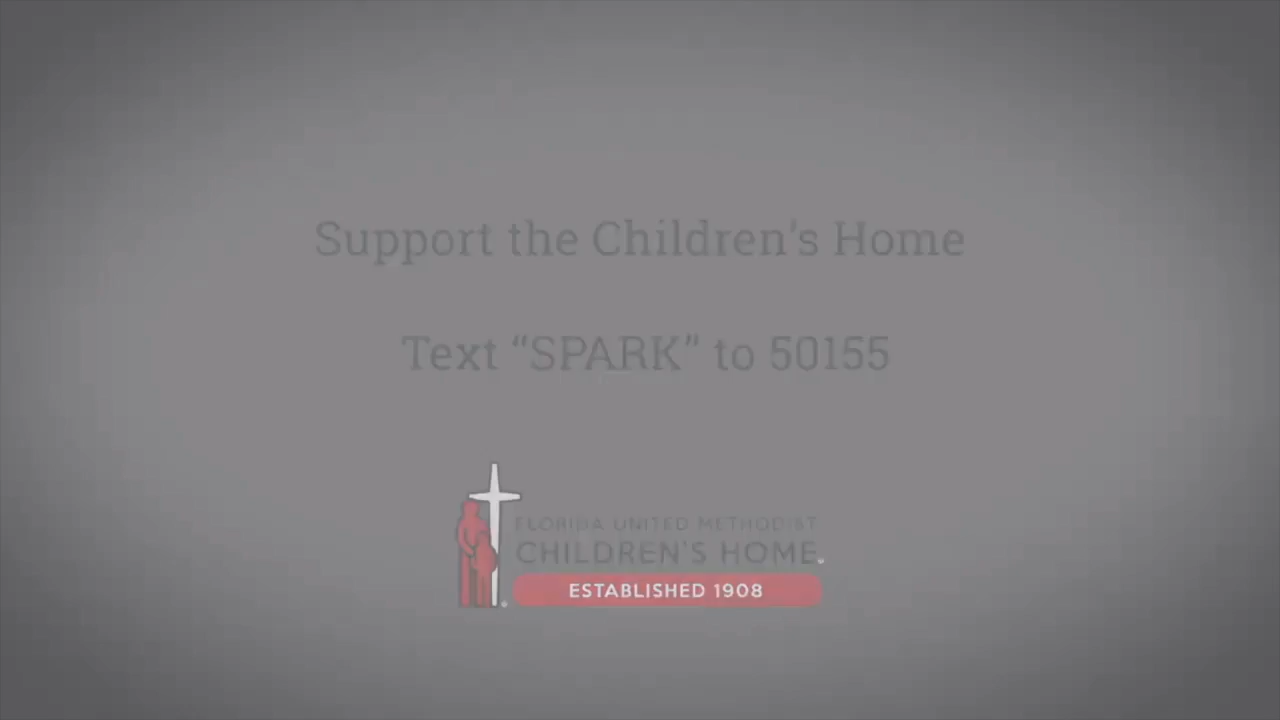 Support the Children's Home
Text “SPARK” to 50155
FLORIDA UNITED METHODIST
CHILDREN'S HOME
ESTABLISHED 1908